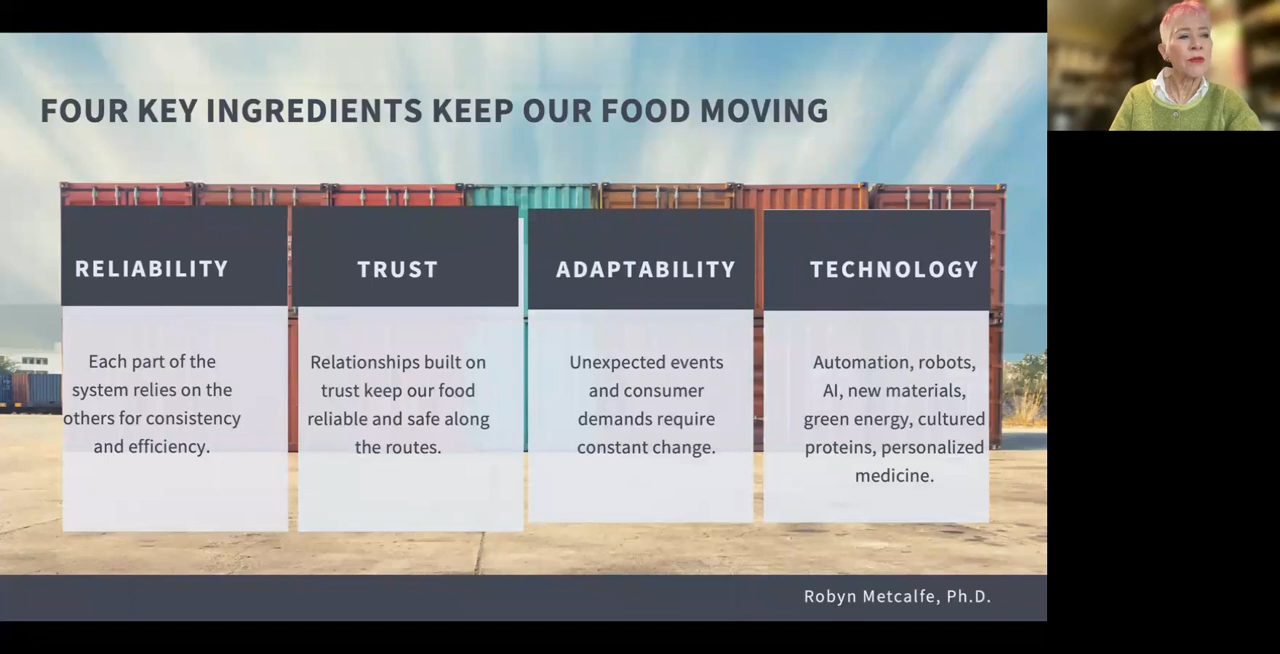 FOUR KEY INGREDIENTS KEEP OUR FOOD MOVING
RELIABILITY
Each part of the
system relies on the
others for consistency
and efficiency.
TRUST
Relationships built on
trust keep our food
reliable and safe along
the routes.
ADAPTABILITY
Unexpected events
and consumer
demands require
constant change.
TECHNOLOGY
Automation, robots,
AI, new materials,
green energy, cultured
proteins, personalized
medicine.
Robyn Metcalfe, Ph.D.